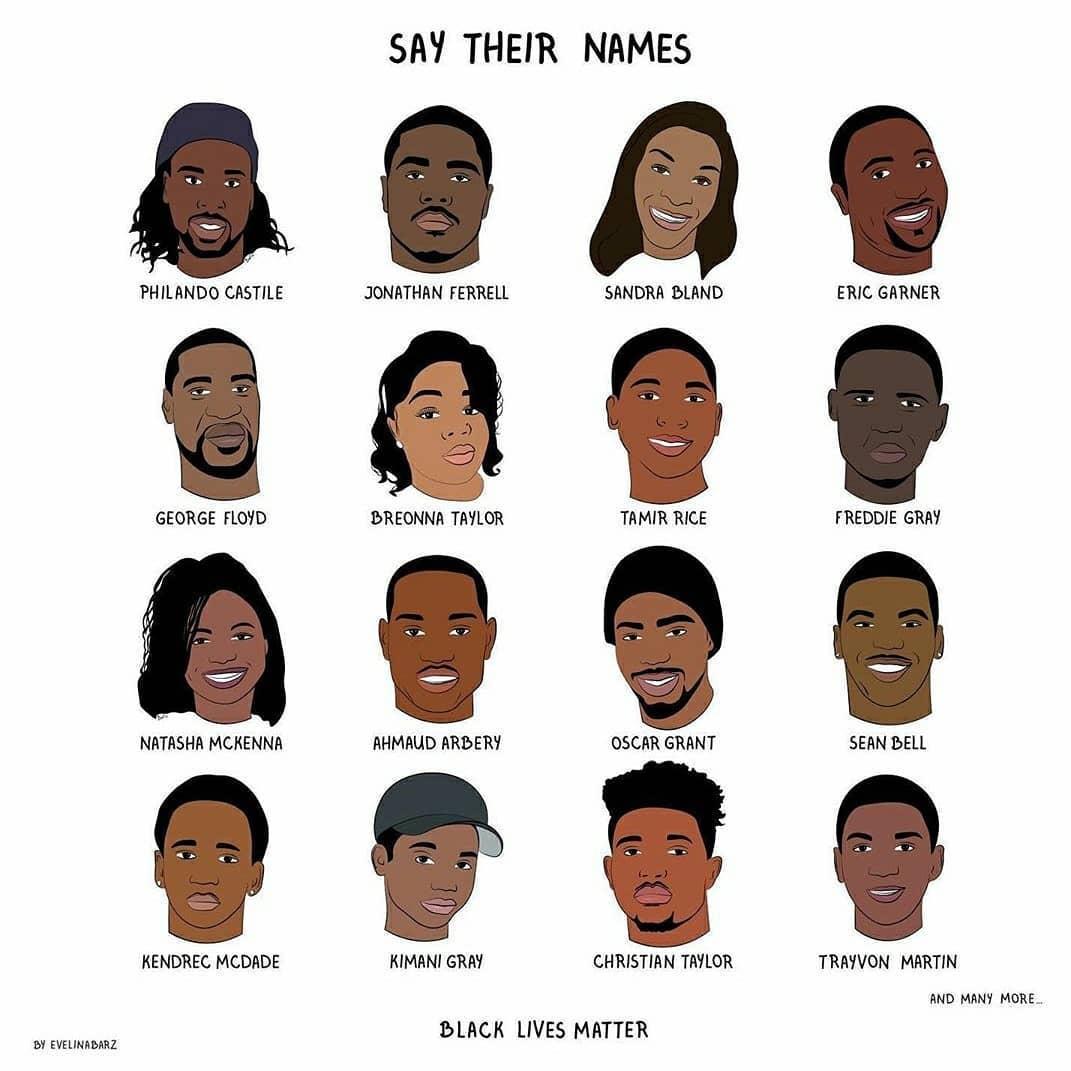 SAY THEIR NAMES
PHILANDO CASTILE
JONATHAN FERRELL
SANDRA BLAND
ERIC GARNER
GEORGE FLOYD
BREONNA TAYLOR
TAMIR RICE
FREDDIE GRAY
NATASHA MCKENNA
AHMAUD ARBERY
OSCAR GRANT
SEAN BELL
KENDREC MCDADE
KIMANI GRAY
CHRISTIAN TAYLOR
TRAYVON MARTIN
AND MANY MORE...
BLACK LIVES MATTER
BY EVELINABARZ